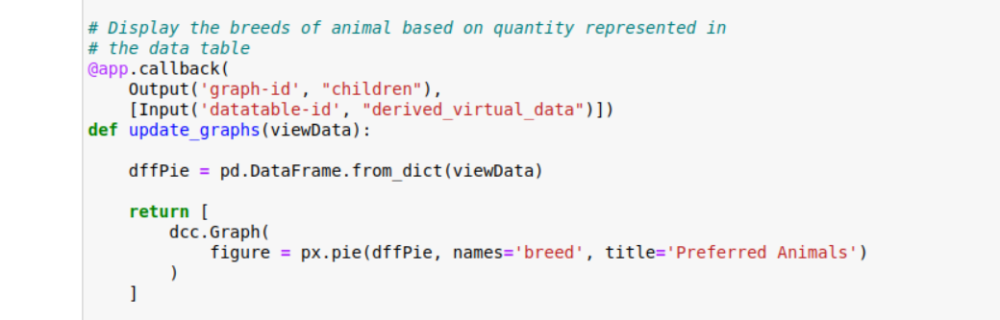 # Display the breeds of animal based on quantity represented in
# the data table
@app.callback(
    Output('graph-id', "children"),
    [Input('datatable-id', "derived_virtual_data")])
def update_graphs(viewData):
    dffPie = pd.DataFrame.from_dict(viewData)
    return [
        dcc.Graph(
            figure = px.pie(dffPie, names='breed', title='Preferred Animals')
        )
    ]